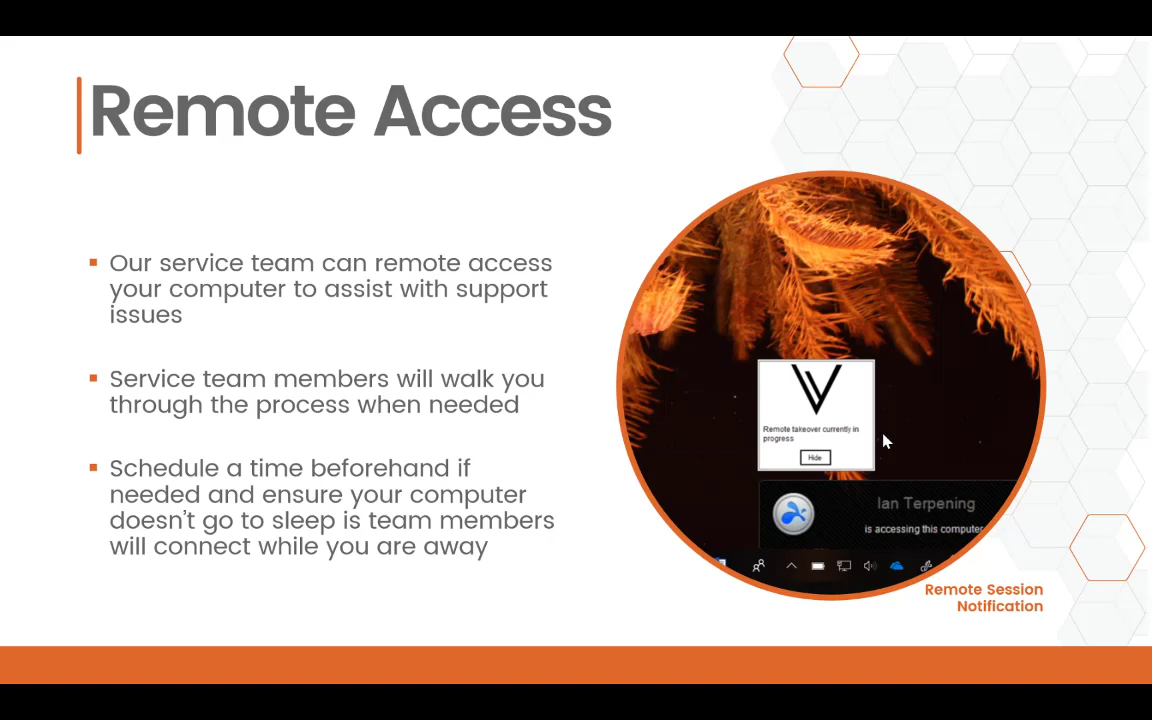 Remote Access
Our service team can remote access
your computer to assist with support
issues
Service team members will walk you
through the process when needed
Schedule a time beforehand if
needed and ensure your computer
doesn't go to sleep is team members
will connect while you are away
Remote takeover currently in
progress
Hide
Ian Terpening
is accessing this computer
Remote Session
Notification